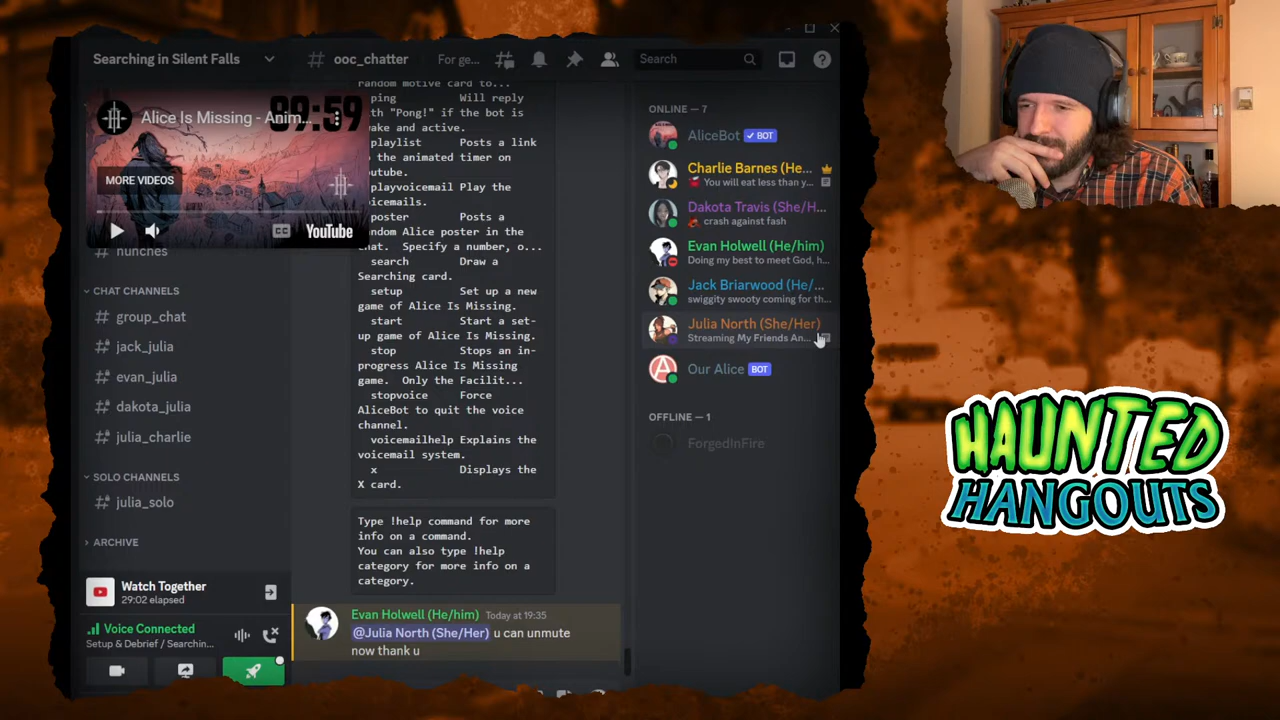 Searching in Silent Falls
ooc_chatter
For ge...
Search
Alice Is Missing - Anim...
89:59
MORE VIDEOS
CC
YouTube
hunches
CHAT CHANNELS
group_chat
jack_julia
evan_julia
dakota_julia
julia_charlie
SOLO CHANNELS
julia_solo
ARCHIVE
Watch Together
29:02 elapsed
Voice Connected
Setup & Debrief / Searchin...
random motive card to...
ping Will reply
with "Pong!" if the bot is
awake and active.
playlist Posts a link
to the animated timer on
Youtube.
playvoicemail Play the
voicemails.
poster Posts a
random Alice poster in the
chat. Specify a number, o...
search Draw a
Searching card.
setup Set up a new
game of Alice Is Missing.
start Start a set-
up game of Alice Is Missing.
stop Stops an in-
progress Alice Is Missing
game. Only the Facilit...
stopvoice Force
AliceBot to quit the voice
channel.
voicemailhelp Explains the
voicemail system.
x Displays the
X card.
Type !help command for more
info on a command.
You can also type !help
category for more info on a
category.
Evan Holwell (He/him) Today at 19:35
@Julia North (She/Her) u can unmute
now thank u
ONLINE — 7
AliceBot ✓ BOT
Charlie Barnes (He...
You will eat less than y...
Dakota Travis (She/H...
crash against fash
Evan Holwell (He/him)
Doing my best to meet God, h...
Jack Briarwood (He/...
swiggity swooty coming for th...
Julia North (She/Her)
Streaming My Friends An...
Our Alice BOT
OFFLINE — 1
ForgedInFire
HAUNTED
HANGOUTS